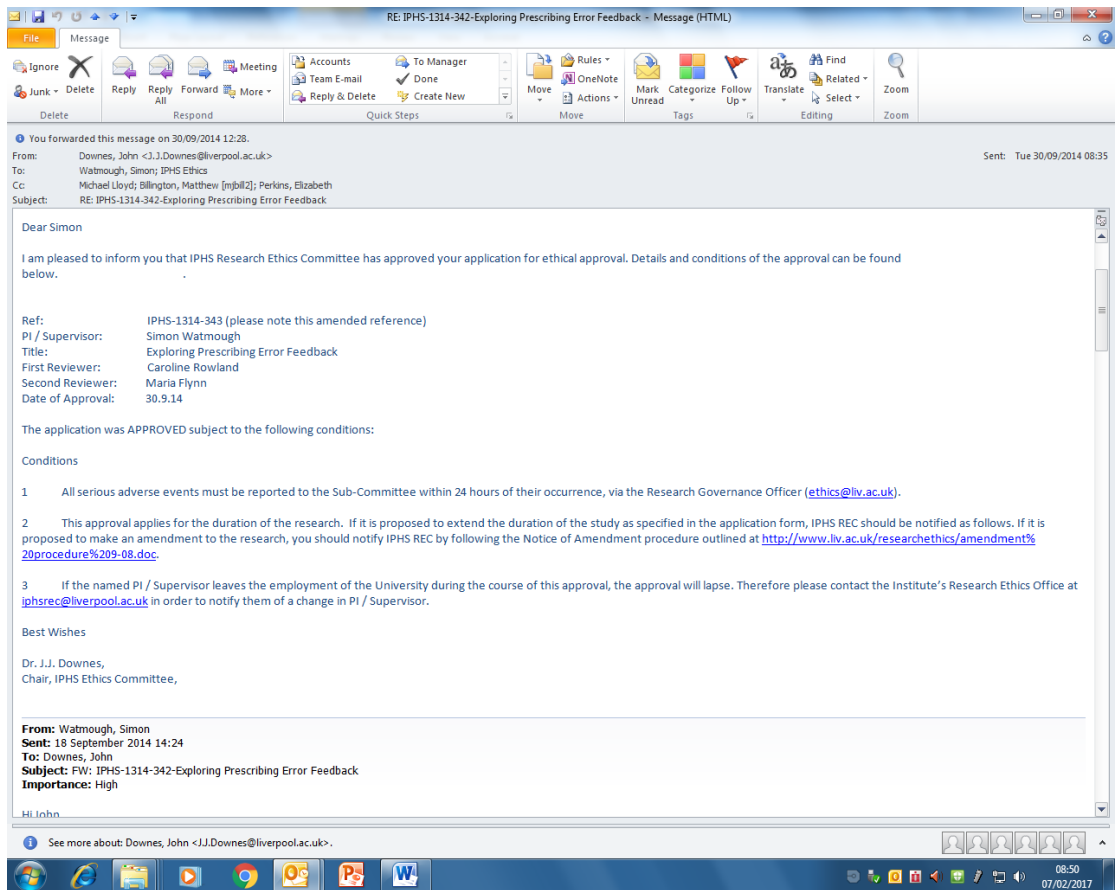 RE: IPHS-1314-342-Exploring Prescribing Error Feedback - Message (HTML)
File Message
Ignore
Junk
Delete
Reply
Reply All
Forward
Meeting
More
Accounts
Team E-mail
Reply & Delete
To Manager
Done
Create New
Move
Rules
OneNote
Actions
Mark Unread
Categorize
Follow Up
Translate
Find
Related
Select
Zoom
Delete Respond Quick Steps Move Tags Editing Zoom
You forwarded this message on 30/09/2014 12:28.
From: Downes, John <J.J.Downes@liverpool.ac.uk> Sent: Tue 30/09/2014 08:35
To: Watmough, Simon; IPHS Ethics
Cc: Michael Lloyd; Billington, Matthew [mjbill2]; Perkins, Elizabeth
Subject: RE: IPHS-1314-342-Exploring Prescribing Error Feedback
Dear Simon
I am pleased to inform you that IPHS Research Ethics Committee has approved your application for ethical approval. Details and conditions of the approval can be found
below. .
Ref: IPHS-1314-343 (please note this amended reference)
PI / Supervisor: Simon Watmough
Title: Exploring Prescribing Error Feedback
First Reviewer: Caroline Rowland
Second Reviewer: Maria Flynn
Date of Approval: 30.9.14
The application was APPROVED subject to the following conditions:
Conditions
1 All serious adverse events must be reported to the Sub-Committee within 24 hours of their occurrence, via the Research Governance Officer (ethics@liv.ac.uk).
2 This approval applies for the duration of the research. If it is proposed to extend the duration of the study as specified in the application form, IPHS REC should be notified as follows. If it is
proposed to make an amendment to the research, you should notify IPHS REC by following the Notice of Amendment procedure outlined at http://www.liv.ac.uk/researchethics/amendment%
20procedure%209-08.doc.
3 If the named PI / Supervisor leaves the employment of the University during the course of this approval, the approval will lapse. Therefore please contact the Institute's Research Ethics Office at
iphsrec@liverpool.ac.uk in order to notify them of a change in PI / Supervisor.
Best Wishes
Dr. J.J. Downes,
Chair, IPHS Ethics Committee,
From: Watmough, Simon
Sent: 18 September 2014 14:24
To: Downes, John
Subject: FW: IPHS-1314-342-Exploring Prescribing Error Feedback
Importance: High
Hi John
See more about: Downes, John <J.J.Downes@liverpool.ac.uk>.
08:50
07/02/2017